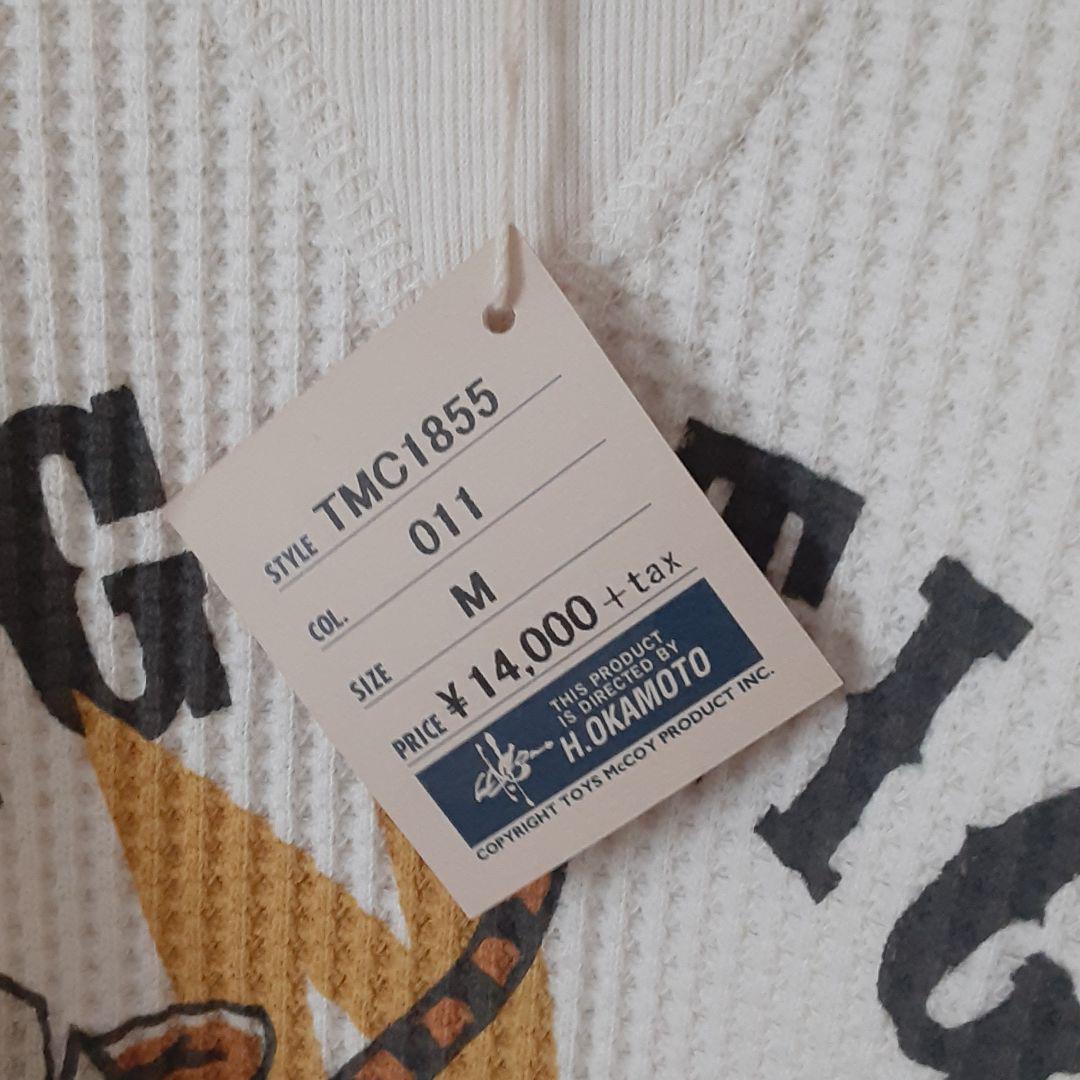 STYLE TMC1855
COL. 011
SIZE M
PRICE ¥14,000+tax
THIS PRODUCT
IS DIRECTED BY
H.OKAMOTO
COPYRIGHT TOYS McCOY PRODUCT INC.
G
I
G